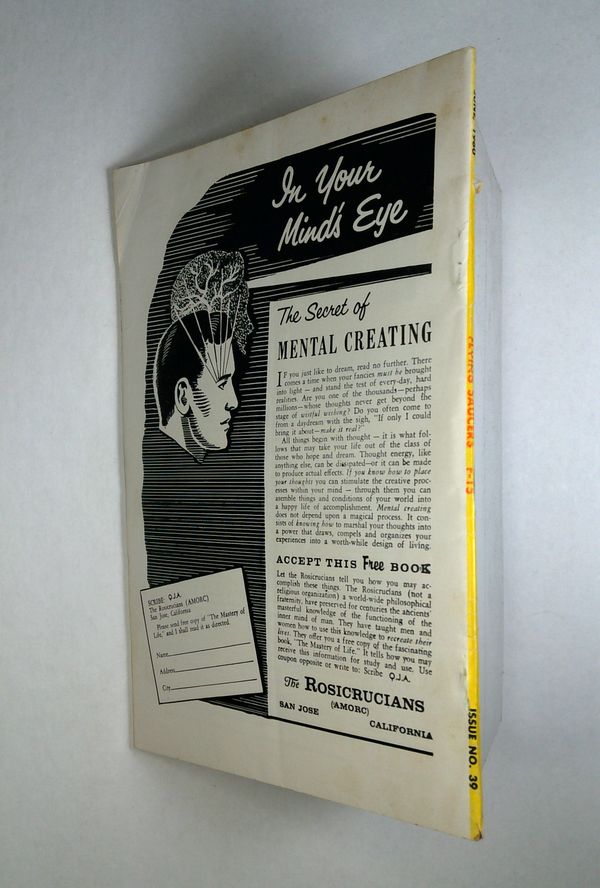 In Your
Mind's Eye
The Secret of
MENTAL CREATING
IF you just like to dream, read no further. There
comes a time when your fancies must be brought
into light — and stand the test of every-day, hard
realities. Are you one of the thousands—perhaps
millions—whose thoughts never get beyond the
stage of wistful wishing? Do you often come to
from a daydream with the sigh, "If only I could
bring it about—make it real?"
All things begin with thought — it is what fol-
lows that may take your life out of the class of
those who hope and dream. Thought energy, like
anything else, can be dissipated—or it can be made
to produce actual effects. If you know how to place
your thoughts you can stimulate the creative proc-
esses within your mind — through them you can
asemble things and conditions of your world into
a happy life of accomplishment. Mental creating
does not depend upon a magical process. It con-
sists of knowing how to marshal your thoughts into
a power that draws, compels and organizes your
experiences into a worth-while design of living.
ACCEPT THIS Free BOOK
Let the Rosicrucians tell you how you may ac-
complish these things. The Rosicrucians (not a
religious organization) a world-wide philosophical
fraternity, have preserved for centuries the ancients'
masterful knowledge of the functioning of the
inner mind of man. They have taught men and
women how to use this knowledge to recreate their
lives. They offer you a free copy of the fascinating
book, "The Mastery of Life." It tells how you may
receive this information for study and use. Use
coupon opposite or write to: Scribe Q.J.A.
The ROSICRUCIANS
(AMORC)
SAN JOSE
CALIFORNIA
SCRIBE: Q.J.A.
The Rosicrucians (AMORC)
San Jose, California
Please send free copy of "The Mastery of
Life," and I shall read it as directed.
Name
Address
City
JUNE 1960
FLYING SAUCERS F-15
ISSUE NO. 39